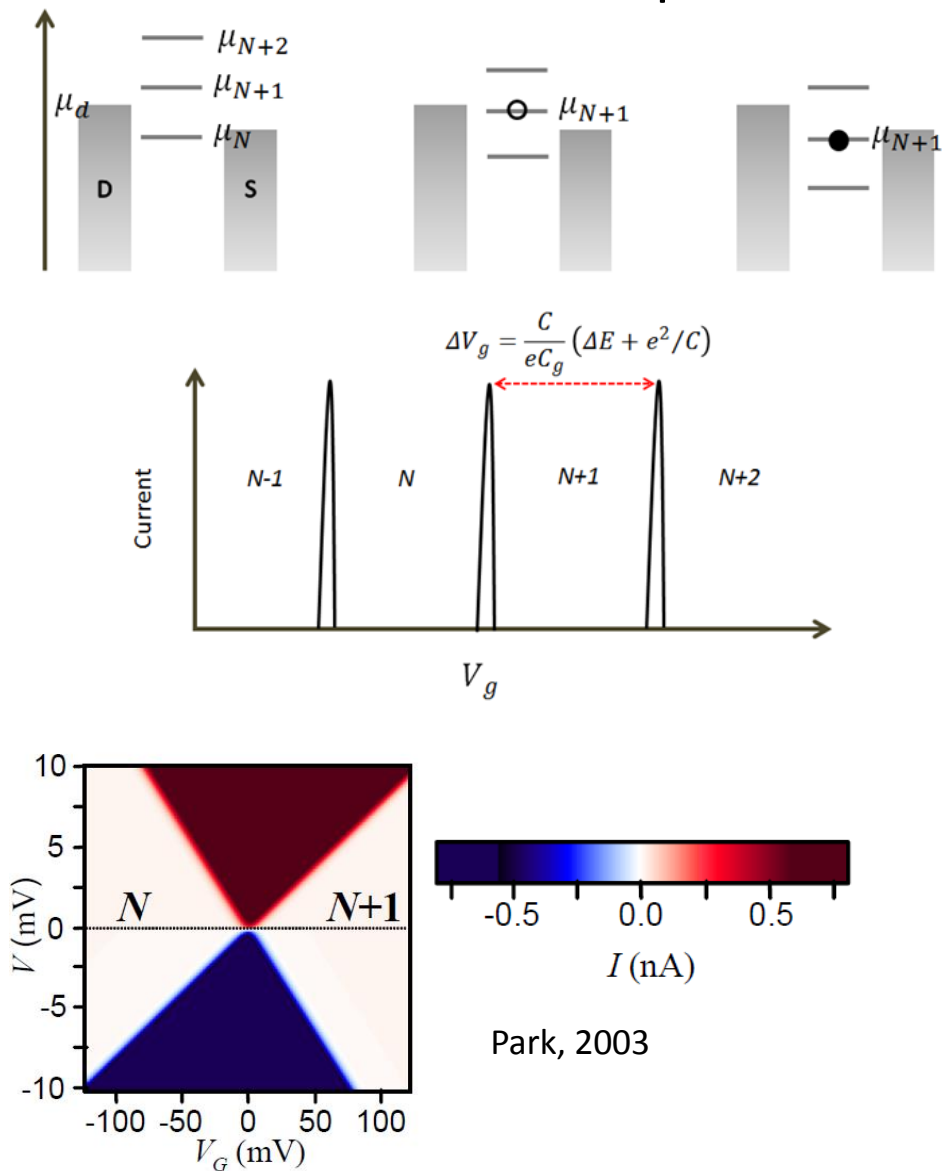 μ_{N+2}
μ_{N+1}
μ_d
μ_N
D
S
μ_{N+1}
μ_{N+1}
ΔV_g = \frac{C}{eC_g} (ΔE + e^2/C)
Current
N-1
N
N+1
N+2
V_g
10
5
0
-5
-10
V (mV)
N
N+1
-100 -50 0 50 100
V_G (mV)
-0.5 0.0 0.5
I (nA)
Park, 2003